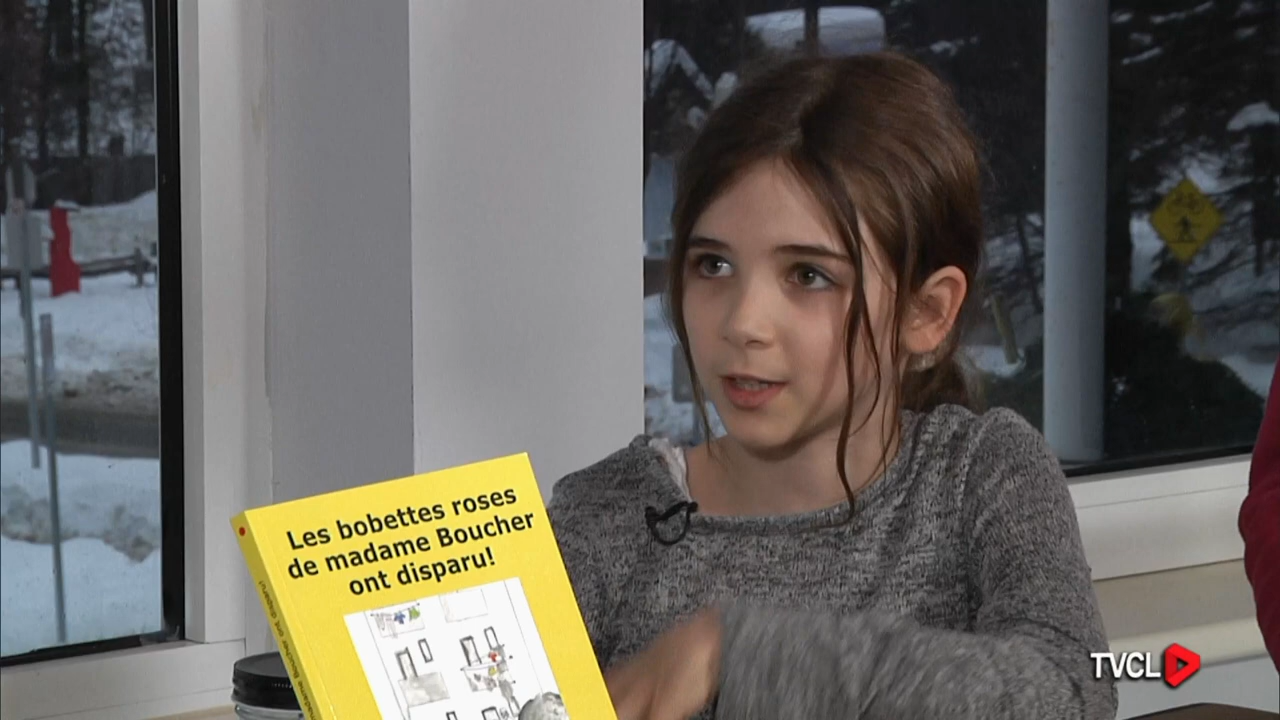 Les bobettes roses
de madame Boucher
ont disparu!
TVCL